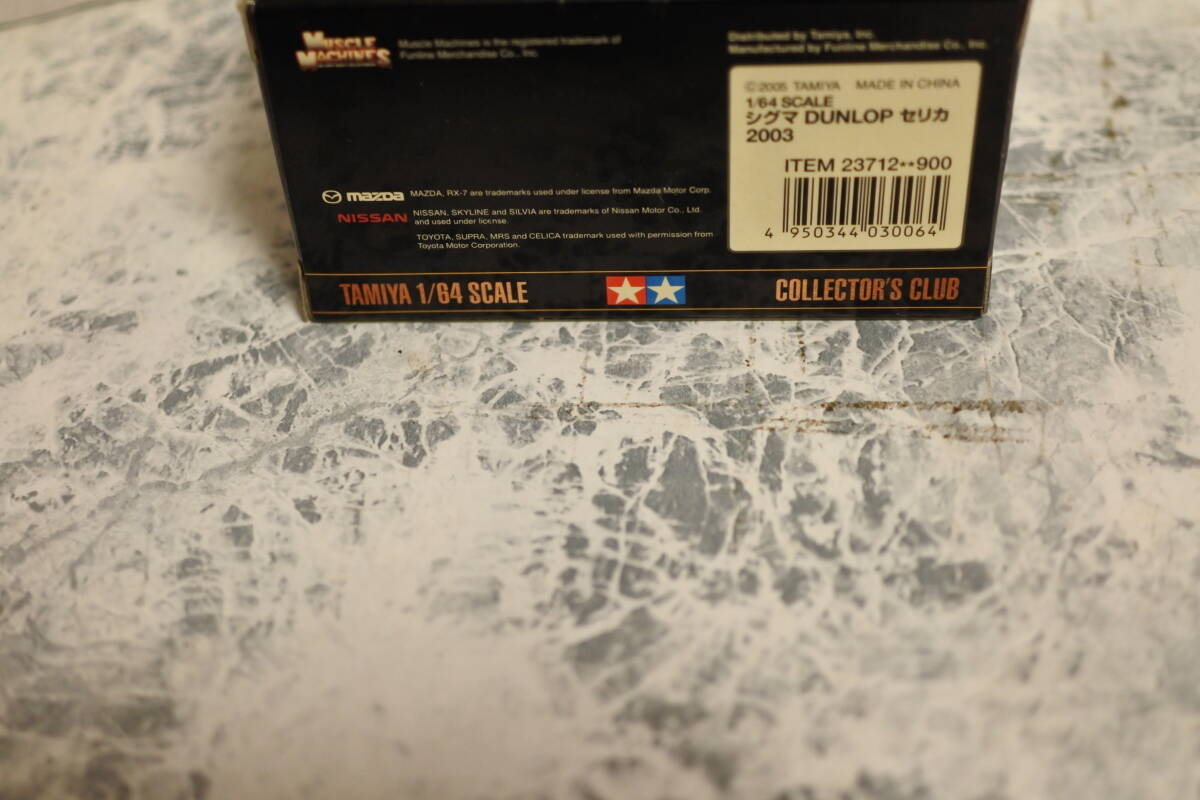 MUSCLE
MACHINES
Muscle Machines is the registered trademark of
Funline Merchandise Co., Inc.
Distributed by Tamiya, Inc.
Manufactured by Funline Merchandise Co., Inc.
©2005 TAMIYA MADE IN CHINA
1/64 SCALE
シグマ DUNLOP セリカ
2003
ITEM 23712**900
4 950344 030064
mazda MAZDA, RX-7 are trademarks used under license from Mazda Motor Corp.
NISSAN NISSAN, SKYLINE and SILVIA are trademarks of Nissan Motor Co., Ltd.
and used under license.
TOYOTA, SUPRA, MRS and CELICA trademark used with permission from
Toyota Motor Corporation.
TAMIYA 1/64 SCALE
COLLECTOR'S CLUB